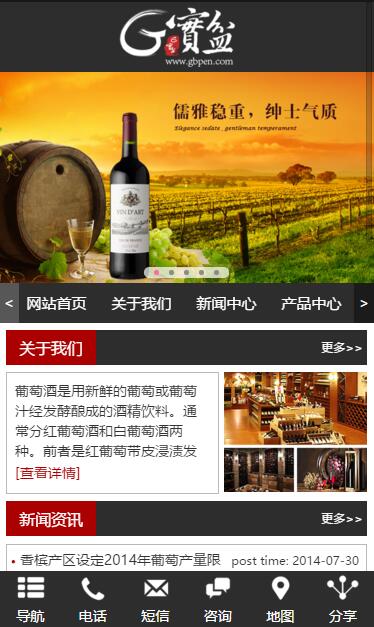 G寶盆
www.gbpen.com
儒雅稳重，绅士气质
Elegance sedate, gentleman temperament
VIN D'ART
< 网站首页 关于我们 新闻中心 产品中心 >
关于我们 更多>>
葡萄酒是用新鲜的葡萄或葡萄
汁经发酵酿成的酒精饮料。通
常分红葡萄酒和白葡萄酒两
种。前者是红葡萄带皮浸渍发
[查看详情]
新闻资讯 更多>>
香槟产区设定2014年葡萄产量限 post time: 2014-07-30
导航 电话 短信 咨询 地图 分享